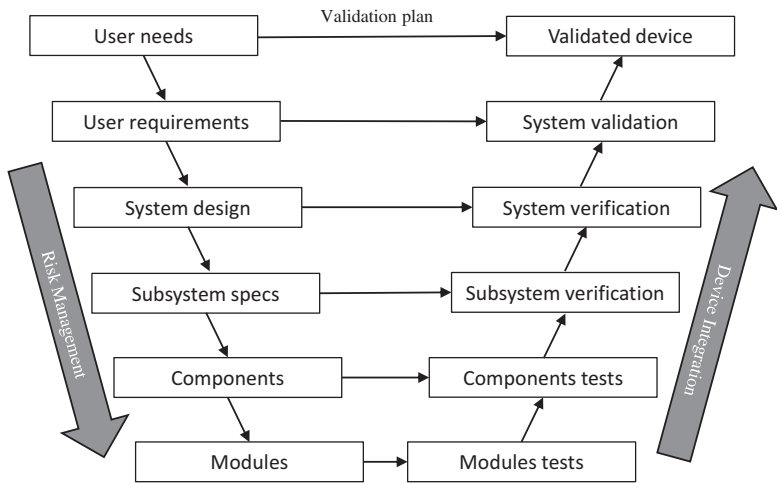 Validation plan
User needs
Validated device
User requirements
System validation
System design
System verification
Risk Management
Device Integration
Subsystem specs
Subsystem verification
Components
Components tests
Modules
Modules tests